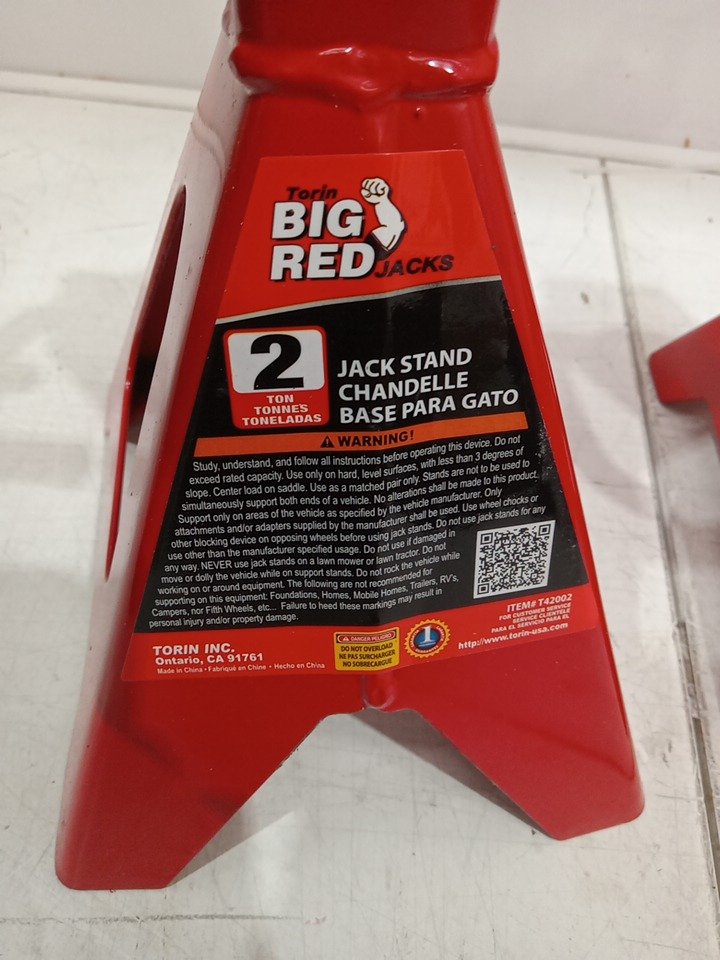 Torin
BIG
RED JACKS
2
TON
TONNES
TONELADAS
JACK STAND
CHANDELLE
BASE PARA GATO
WARNING!
Study, understand, and follow all instructions before operating this device. Do not
exceed rated capacity. Use only on hard, level surfaces, with less than 3 degrees of
slope. Center load on saddle. Use as a matched pair only. Stands are not to be used to
simultaneously support both ends of a vehicle. No alterations shall be made to this product.
Support only on areas of the vehicle as specified by the vehicle manufacturer. Only
attachments and/or adapters supplied by the manufacturer shall be used. Use wheel chocks or
other blocking device on opposing wheels before using jack stands. Do not use jack stands for any
use other than the manufacturer specified usage. Do not use if damaged in
any way. NEVER use jack stands on a lawn mower or lawn tractor. Do not
move or dolly the vehicle while on support stands. Do not rock the vehicle while
working on or around equipment. The following are not recommended for
supporting on this equipment: Foundations, Homes, Mobile Homes, Trailers, RV's,
Campers, nor Fifth Wheels, etc... Failure to heed these markings may result in
personal injury and/or property damage.
TORIN INC.
Ontario, CA 91761
Made in China • Fabriqué en Chine • Hecho en China
DANGER PELIGRO
DO NOT OVERLOAD
NE PAS SURCHARGER
NO SOBRECARGUE
1
GUARANTEE
ITEM# T42002
FOR CUSTOMER SERVICE
SERVICE CLIENTELE
PARA EL SERVICIO PARA EL
http://www.torin-usa.com